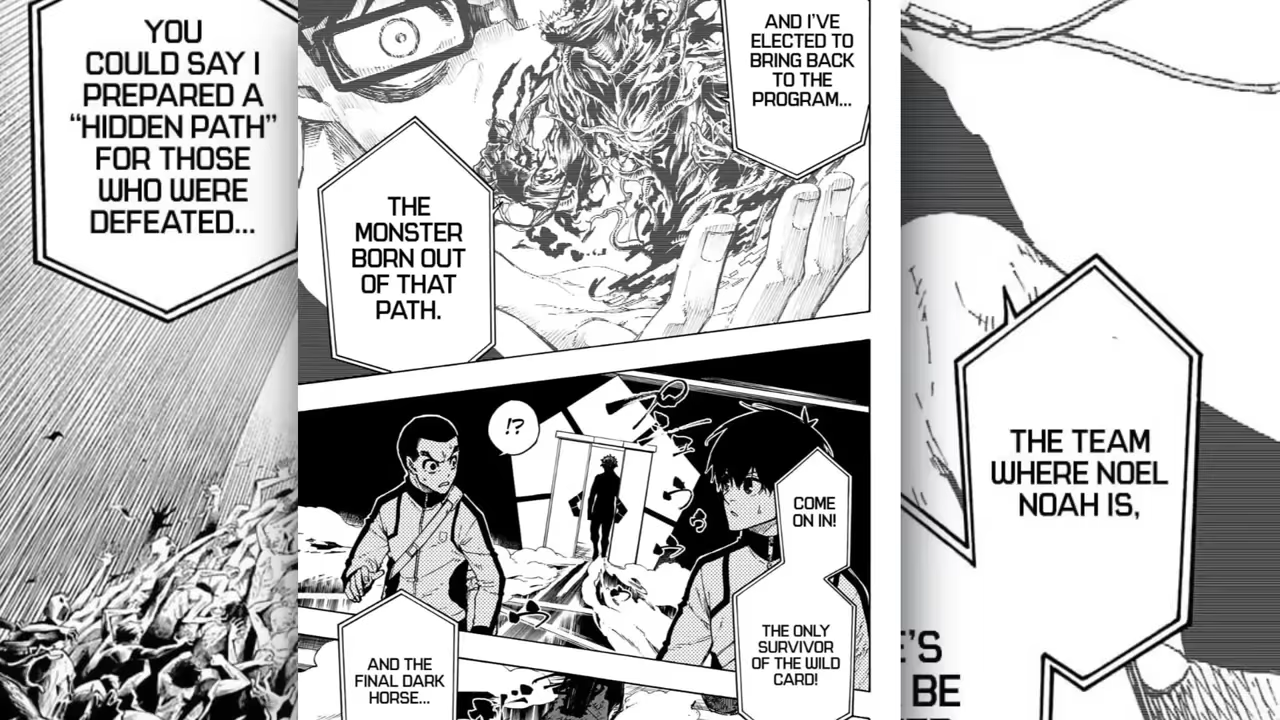 YOU
COULD SAY I
PREPARED A
“HIDDEN PATH”
FOR THOSE
WHO WERE
DEFEATED...
AND I’VE
ELECTED TO
BRING BACK
TO THE
PROGRAM...
THE
MONSTER
BORN OUT
OF THAT
PATH.
!?
COME
ON IN!
THE ONLY
SURVIVOR
OF THE WILD
CARD!
AND THE
FINAL DARK
HORSE...
THE TEAM
WHERE NOEL
NOAH IS,
E’S
BE